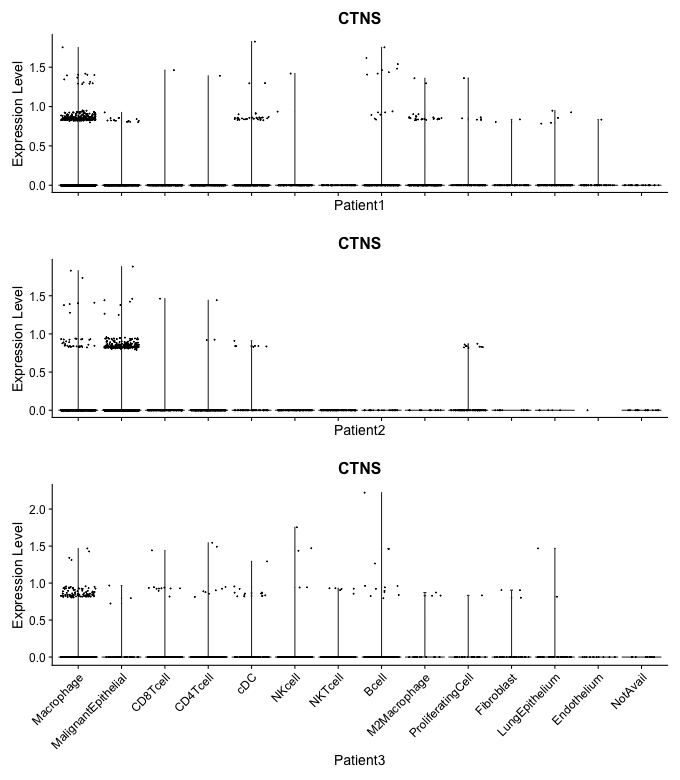 CTNS
Expression Level
1.5
1.0
0.5
0.0
Patient1
CTNS
Expression Level
1.5
1.0
0.5
0.0
Patient2
CTNS
Expression Level
2.0
1.5
1.0
0.5
0.0
Macrophage
MalignantEpithelial
CD8Tcell
CD4Tcell
cDC
NKcell
NKTcell
Bcell
M2Macrophage
ProliferatingCell
Fibroblast
LungEpithelium
Endothelium
NotAvail
Patient3